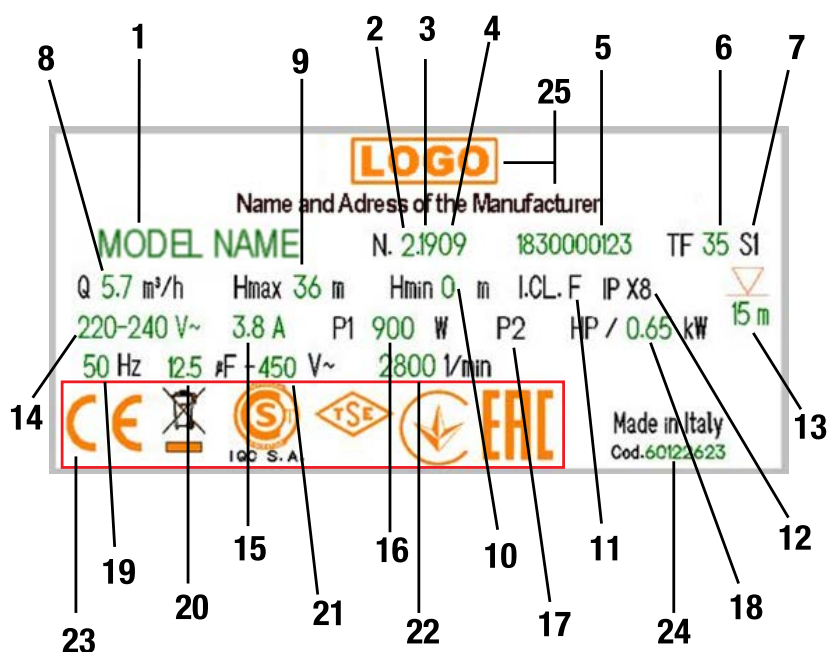 1 2 3 4 5 6 7
8 9 25
LOGO
Name and Adress of the Manufacturer
MODEL NAME N. 2.1909 1830000123 TF 35 S1
Q 5.7 m³/h Hmax 36 m Hmin 0 m I.CL. F IP X8
15 m
220-240 V~ 3.8 A P1 900 W P2 HP / 0.65 kW
50 Hz 12.5 µF -450 V~ 2800 1/min
CE S T TSE EAC
IQC S.A.
Made in Italy
Cod.60122623
14 13
19 20 15 21 16 22 10 17 11 18 12
23 24